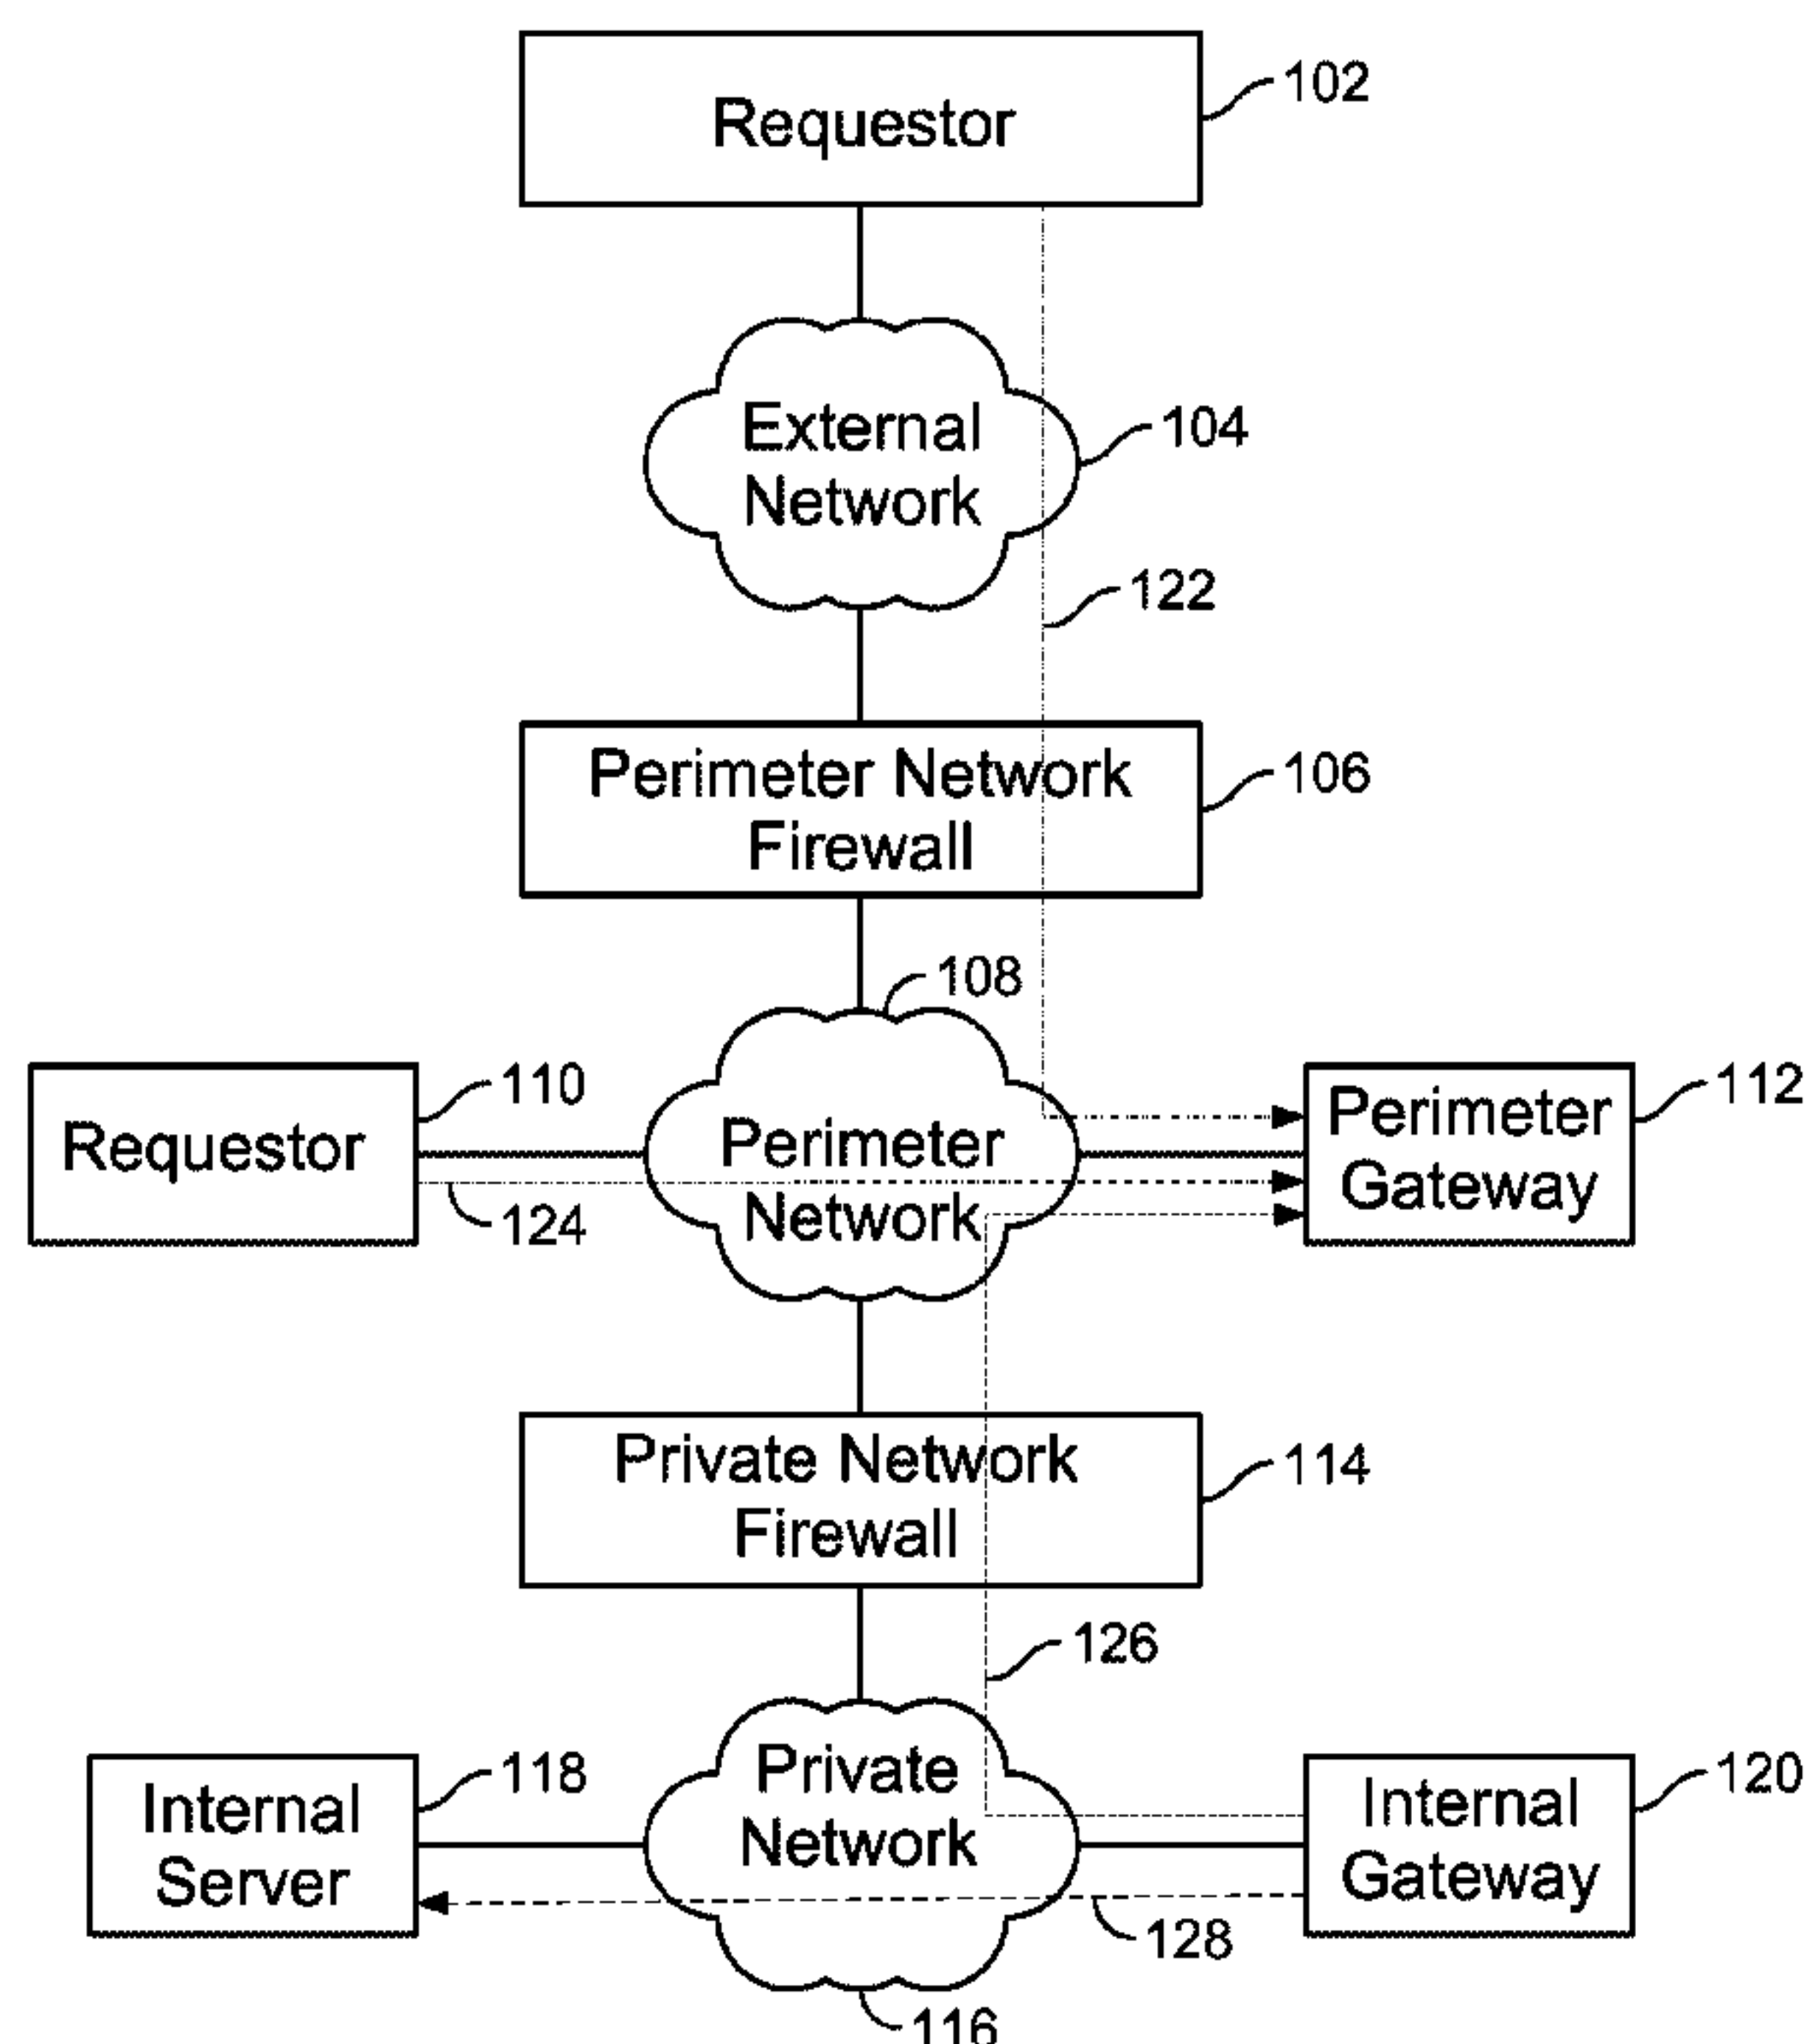 Requestor
102
External
Network
104
122
Perimeter Network
Firewall
106
108
Requestor
110
124
Perimeter
Network
Perimeter
Gateway
112
Private Network
Firewall
114
126
Internal
Server
118
Private
Network
Internal
Gateway
120
128
116